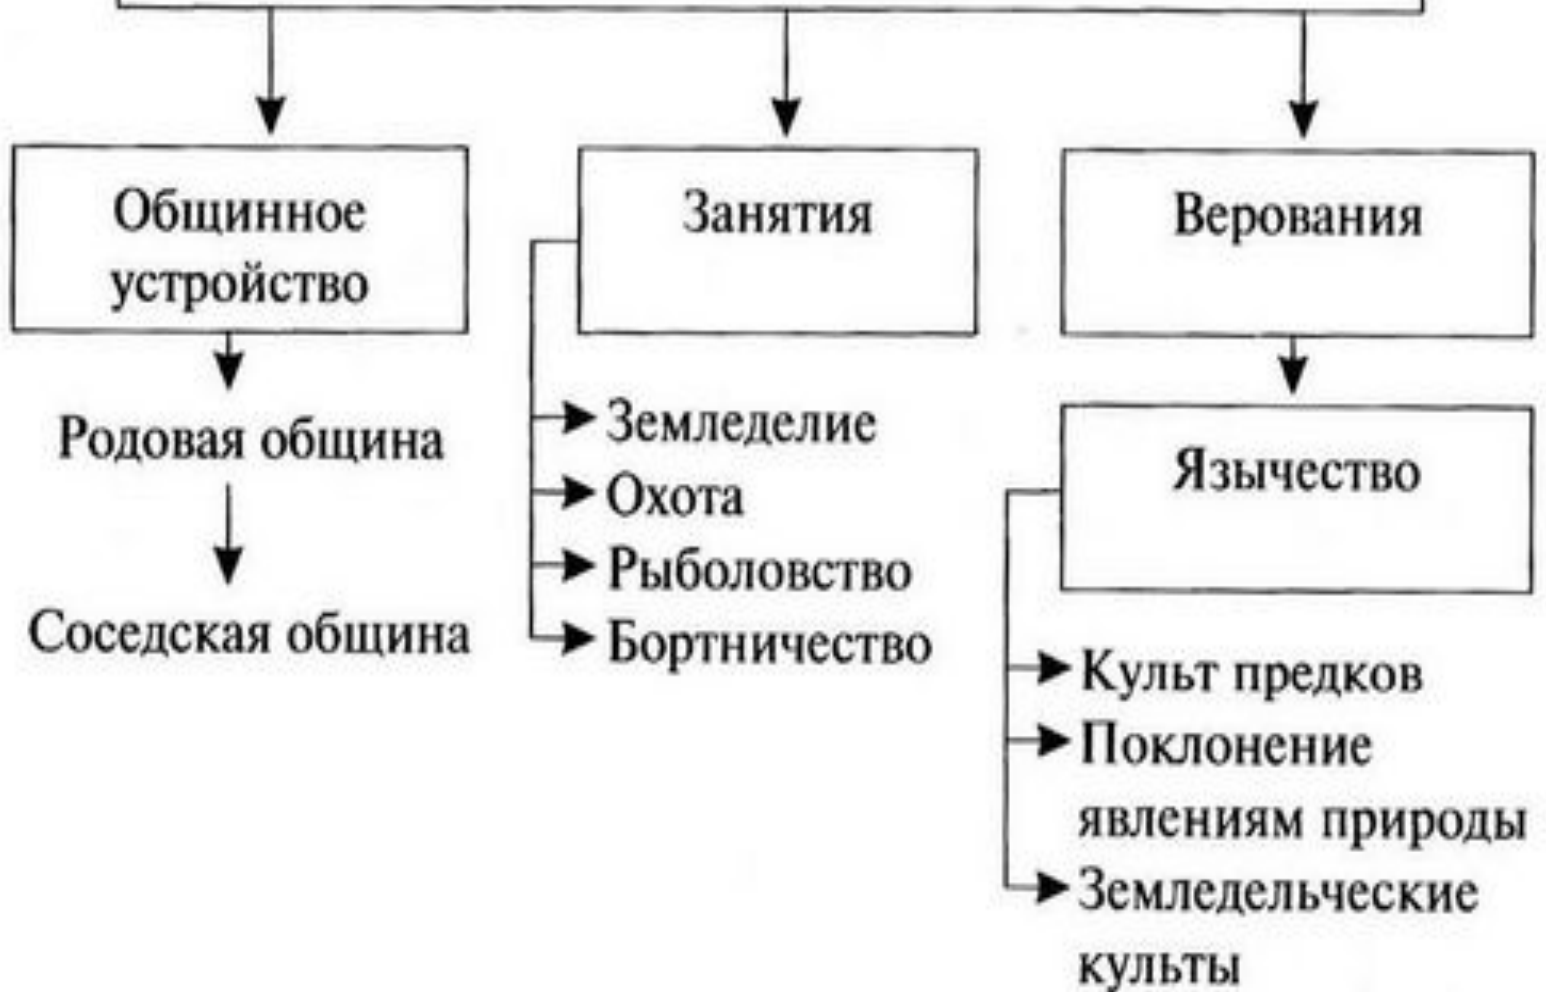 Общинное
устройство
Родовая община
Соседская община
Занятия
Земледелие
Охота
Рыболовство
Бортничество
Верования
Язычество
Культ предков
Поклонение
явлениям природы
Земледельческие
культы